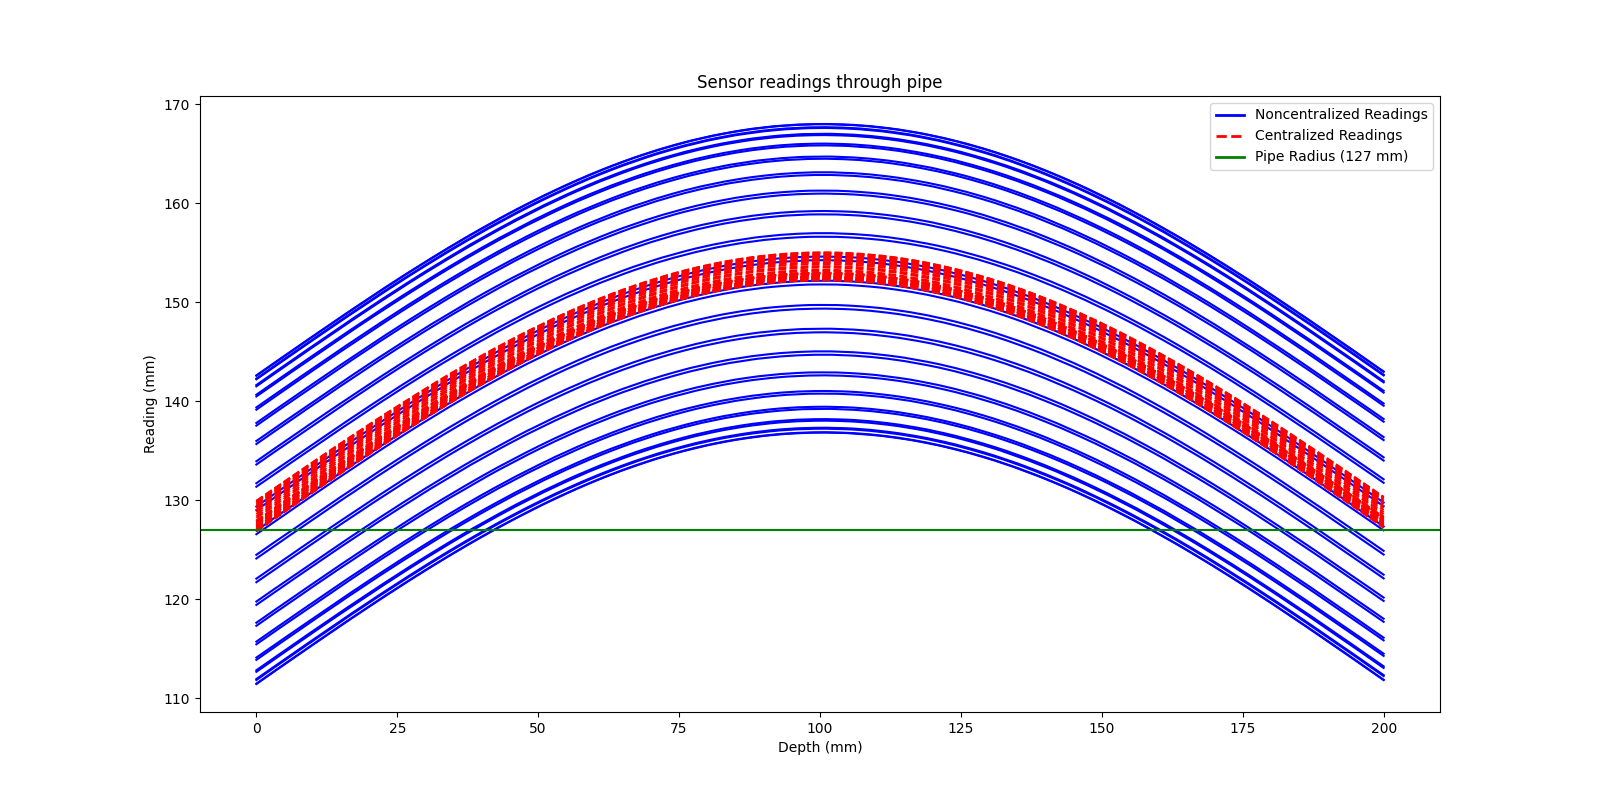 Sensor readings through pipe
Noncentralized Readings
Centralized Readings
Pipe Radius (127 mm)
Reading (mm)
170
160
150
140
130
120
110
0 25 50 75 100 125 150 175 200
Depth (mm)